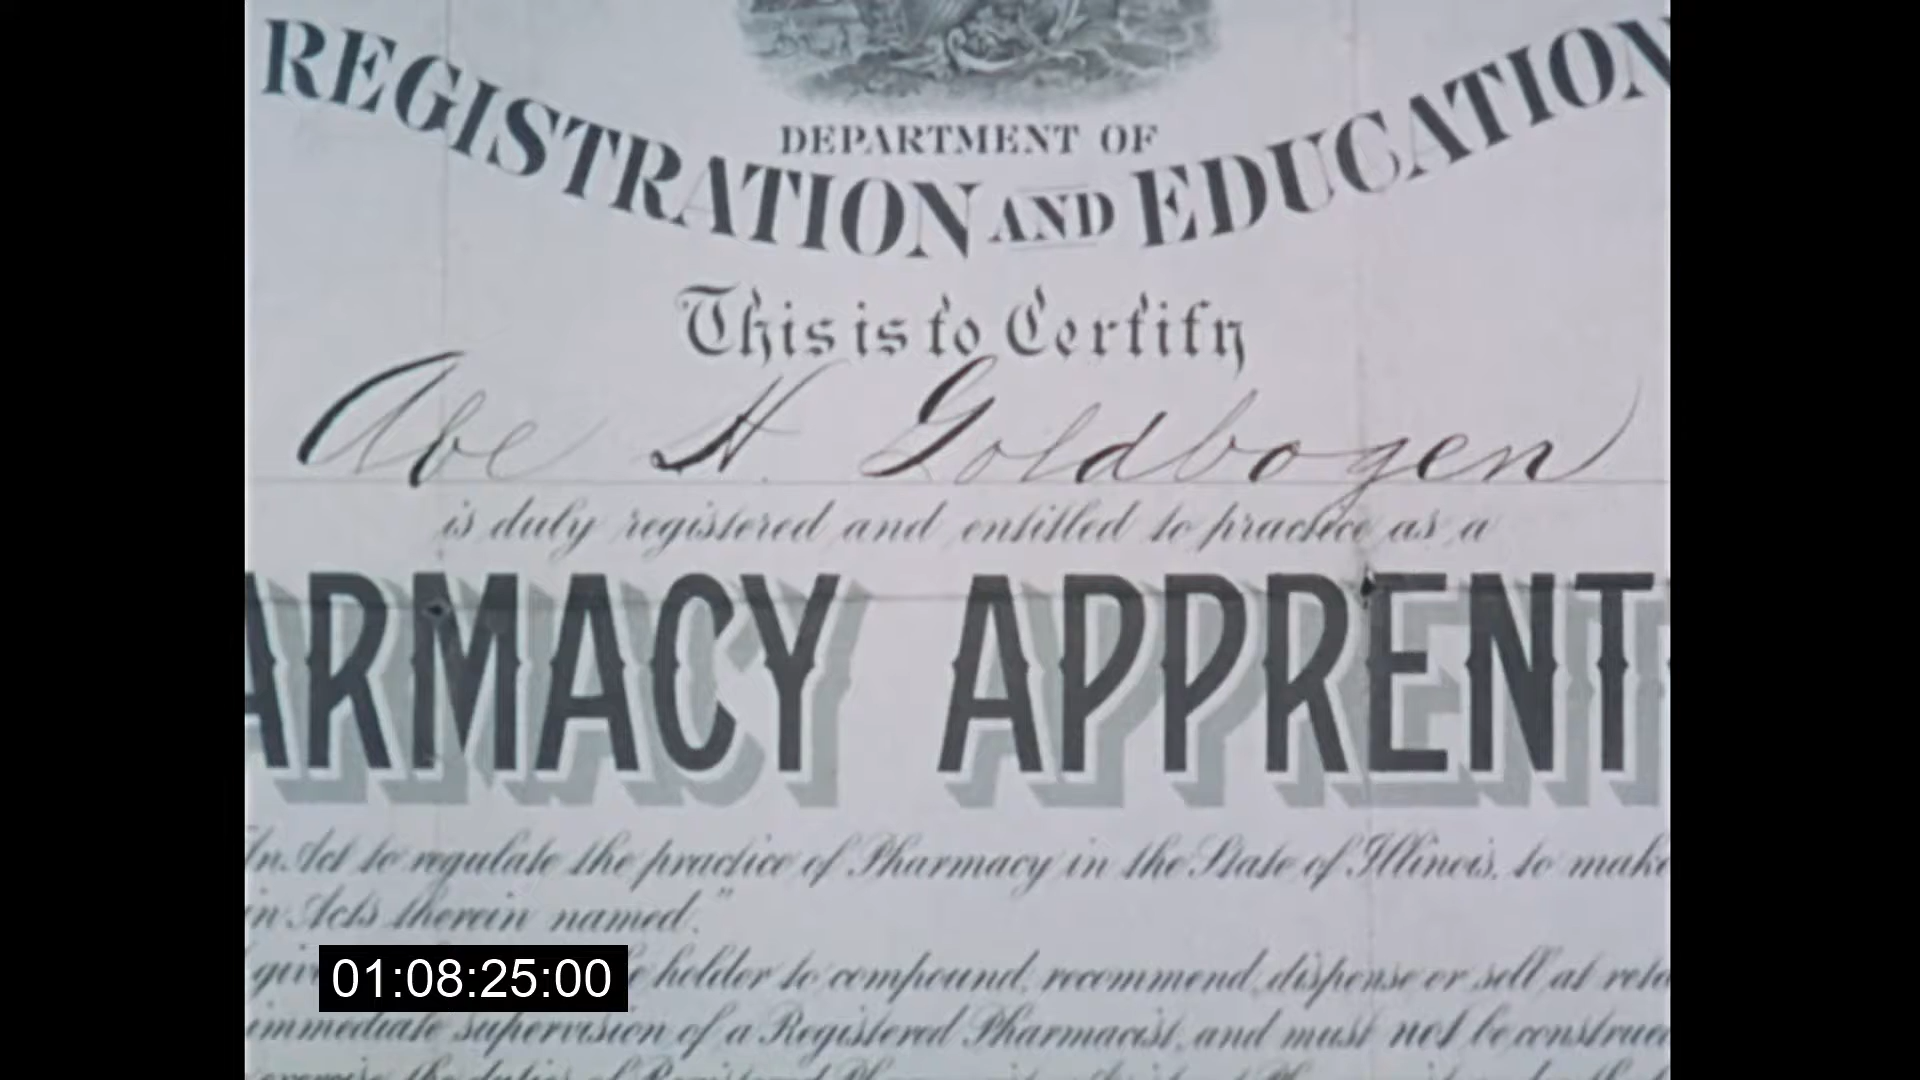 DEPARTMENT OF
REGISTRATION AND EDUCATION
This is to Certify
Abe H. Goldbogen
is duly registered and entitled to practice as a
ARMACY APPRENT
In Act to regulate the practice of Pharmacy in the State of Illinois, to make
in Acts therein named."
holder to compound, recommend, dispense or sell at
immediate supervision of a Registered Pharmacist, and must not be
01:08:25:00